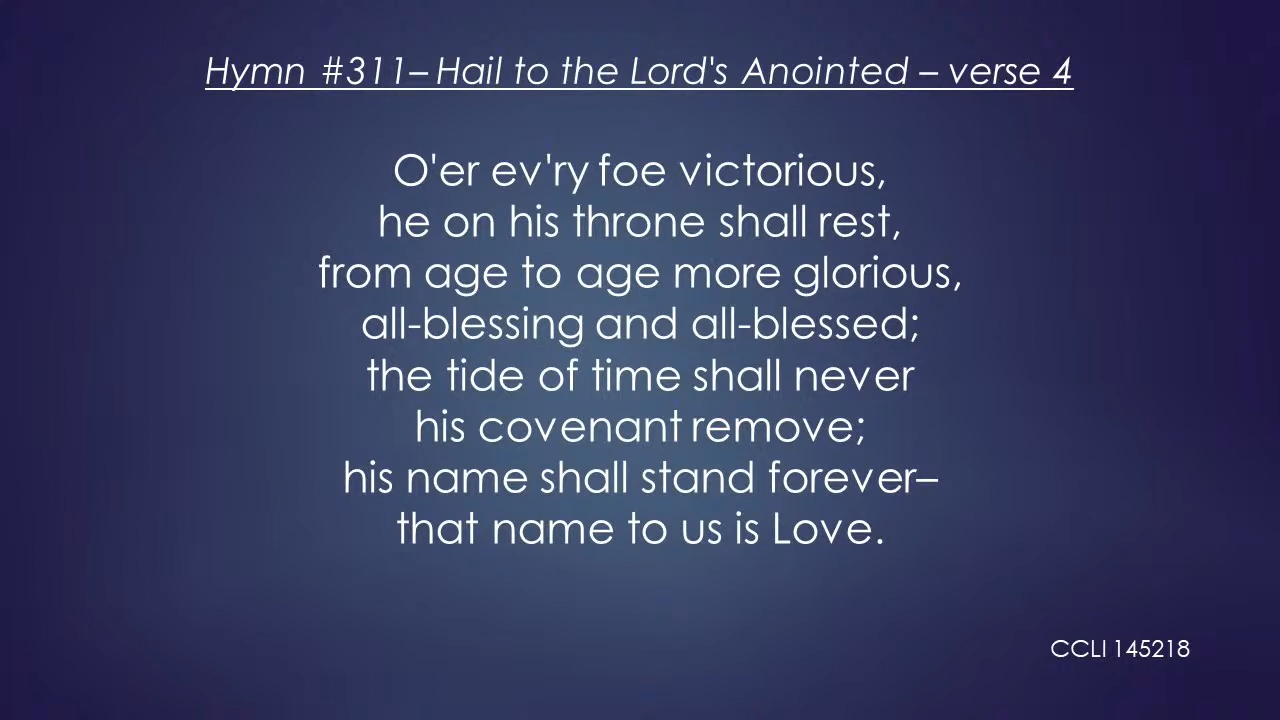 Hymn #311– Hail to the Lord's Anointed – verse 4
O'er ev'ry foe victorious,
he on his throne shall rest,
from age to age more glorious,
all-blessing and all-blessed;
the tide of time shall never
his covenant remove;
his name shall stand forever–
that name to us is Love.
CCLI 145218